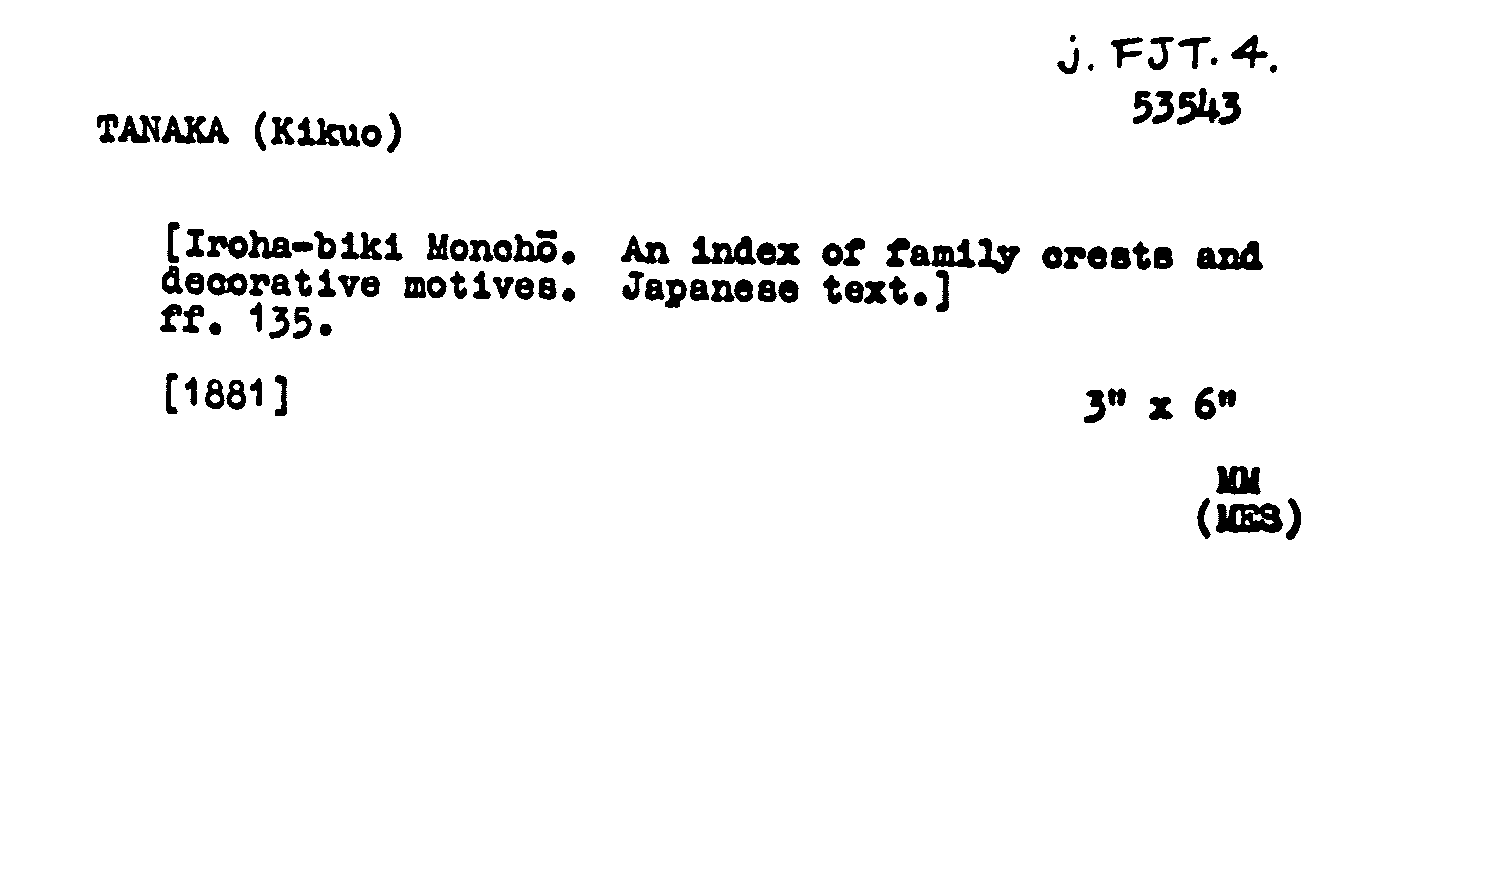 j. FJT. 4.
53543
TANAKA (Kikuo)
[Iroha-biki Monchō. An index of family crests and
decorative motives. Japanese text.]
ff. 135.
[1881]
3" x 6"
MM
(MES)